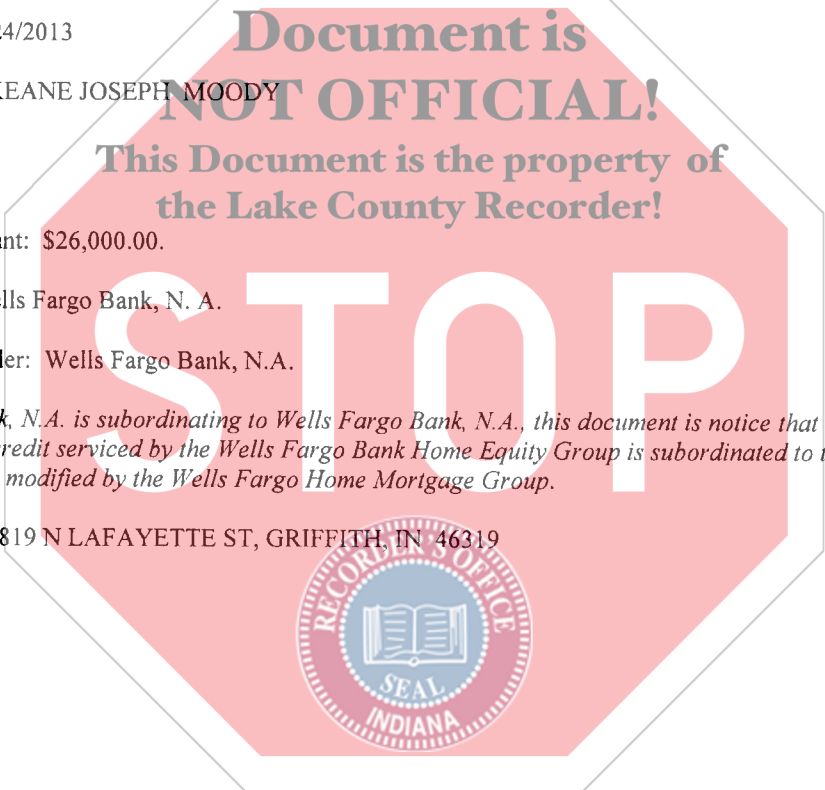 Document is
24/2013
NOT OFFICIAL!
KEANE JOSEPH MOODY
This Document is the property of
the Lake County Recorder!
nt: $26,000.00.
lls Fargo Bank, N. A.
STOP
er: Wells Fargo Bank, N.A.
k, N.A. is subordinating to Wells Fargo Bank, N.A., this document is notice that
redit serviced by the Wells Fargo Bank Home Equity Group is subordinated to t
modified by the Wells Fargo Home Mortgage Group.
819 N LAFAYETTE ST, GRIFFITH, IN 46319
RECORDER'S OFFICE
SEAL
INDIANA